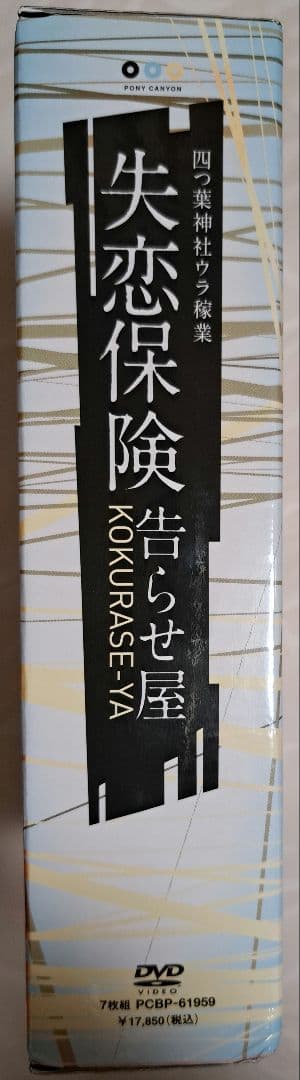 PONY CANYON
四つ葉神社ウラ稼業
失恋保険
告らせ屋
KOKURASE-YA
DVD
VIDEO
7枚組 PCBP-61959
¥17,850(税込)